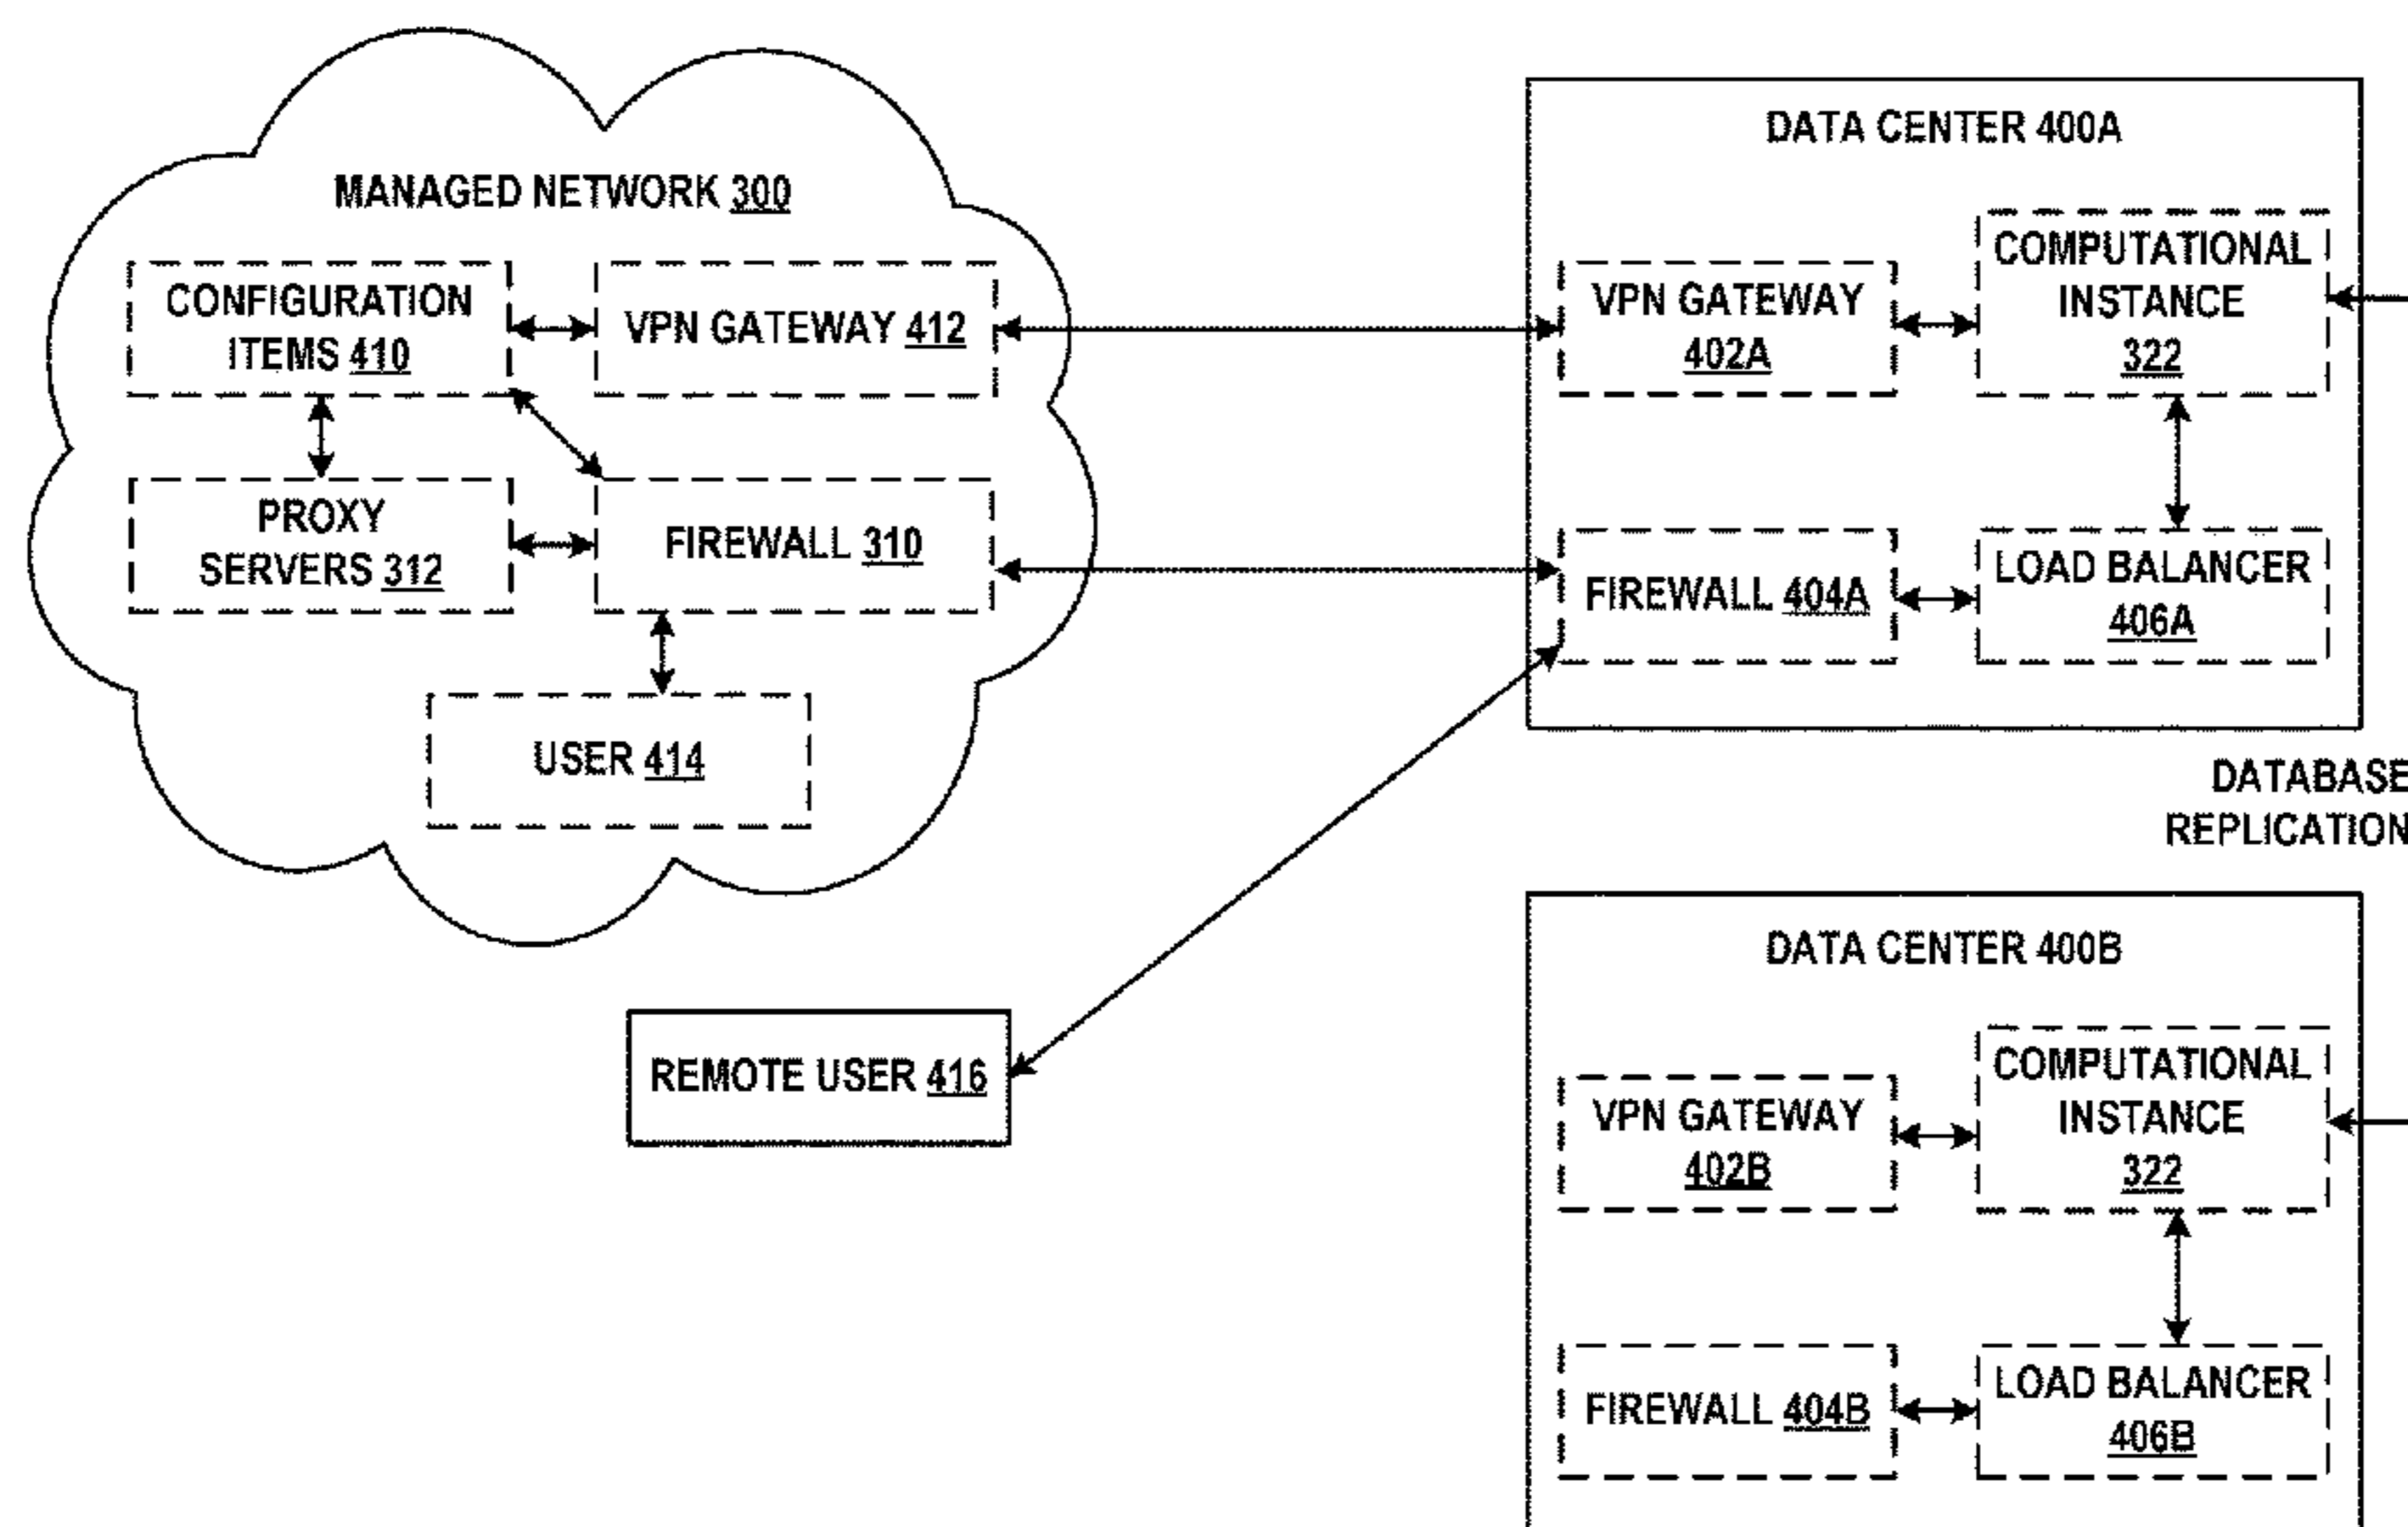 MANAGED NETWORK 300
CONFIGURATION
ITEMS 410
VPN GATEWAY 412
PROXY
SERVERS 312
FIREWALL 310
USER 414
REMOTE USER 416
DATA CENTER 400A
VPN GATEWAY
402A
COMPUTATIONAL
INSTANCE
322
FIREWALL 404A
LOAD BALANCER
406A
DATABASE
REPLICATION
DATA CENTER 400B
VPN GATEWAY
402B
COMPUTATIONAL
INSTANCE
322
FIREWALL 404B
LOAD BALANCER
406B